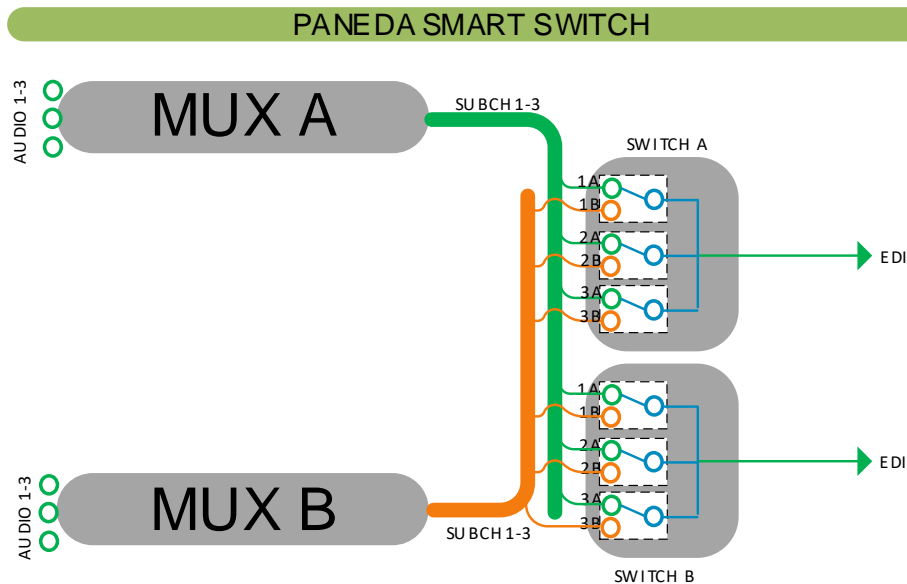 PANEDA SMART SWITCH
AUDIO 1-3
MUX A
SUBCH 1-3
SWITCH A
1A
1B
2A
2B
3A
3B
EDI
1A
1B
2A
2B
3A
3B
EDI
AUDIO 1-3
MUX B
SUBCH 1-3
SWITCH B